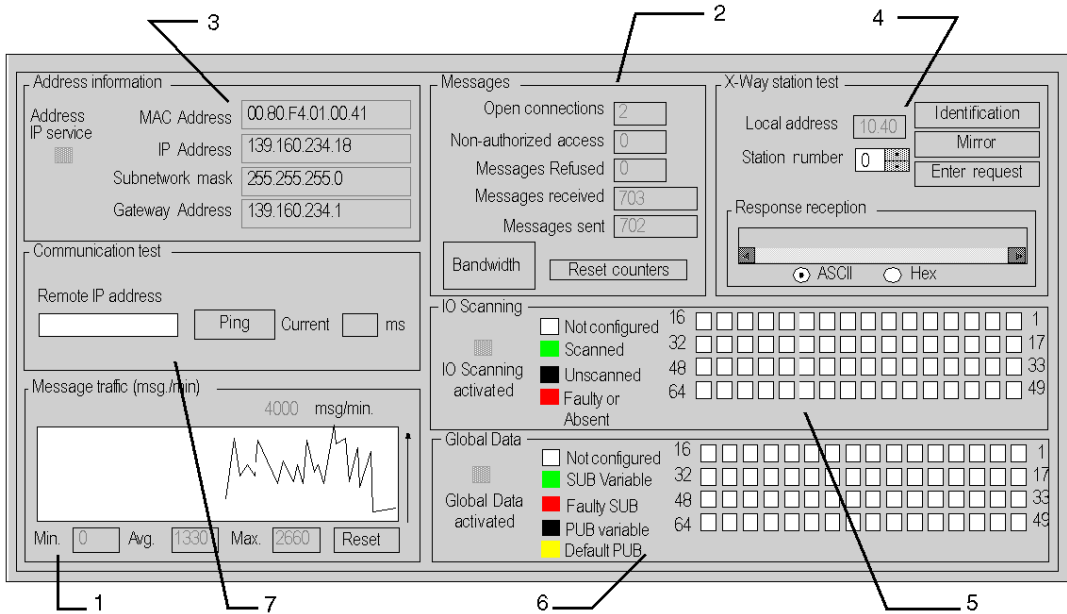 3
2
4
Address information
Address
IP service
MAC Address 00.80.F4.01.00.41
IP Address 139.160.234.18
Subnetwork mask 255.255.255.0
Gateway Address 139.160.234.1
Messages
Open connections 2
Non-authorized access 0
Messages Refused 0
Messages received 703
Messages sent 702
Bandwidth
Reset counters
X-Way station test
Local address 10.40
Station number 0
Identification
Mirror
Enter request
Response reception
ASCII
Hex
Communication test
Remote IP address
Ping
Current
ms
IO Scanning
IO Scanning
activated
Not configured
Scanned
Unscanned
Faulty or
Absent
16 1
32 17
48 33
64 49
Message traffic (msg./min)
4000 msg/min.
Min. 0 Avg. 1330 Max. 2660 Reset
Global Data
Global Data
activated
Not configured
SUB Variable
Faulty SUB
PUB variable
Default PUB
16 1
32 17
48 33
64 49
1
7
6
5